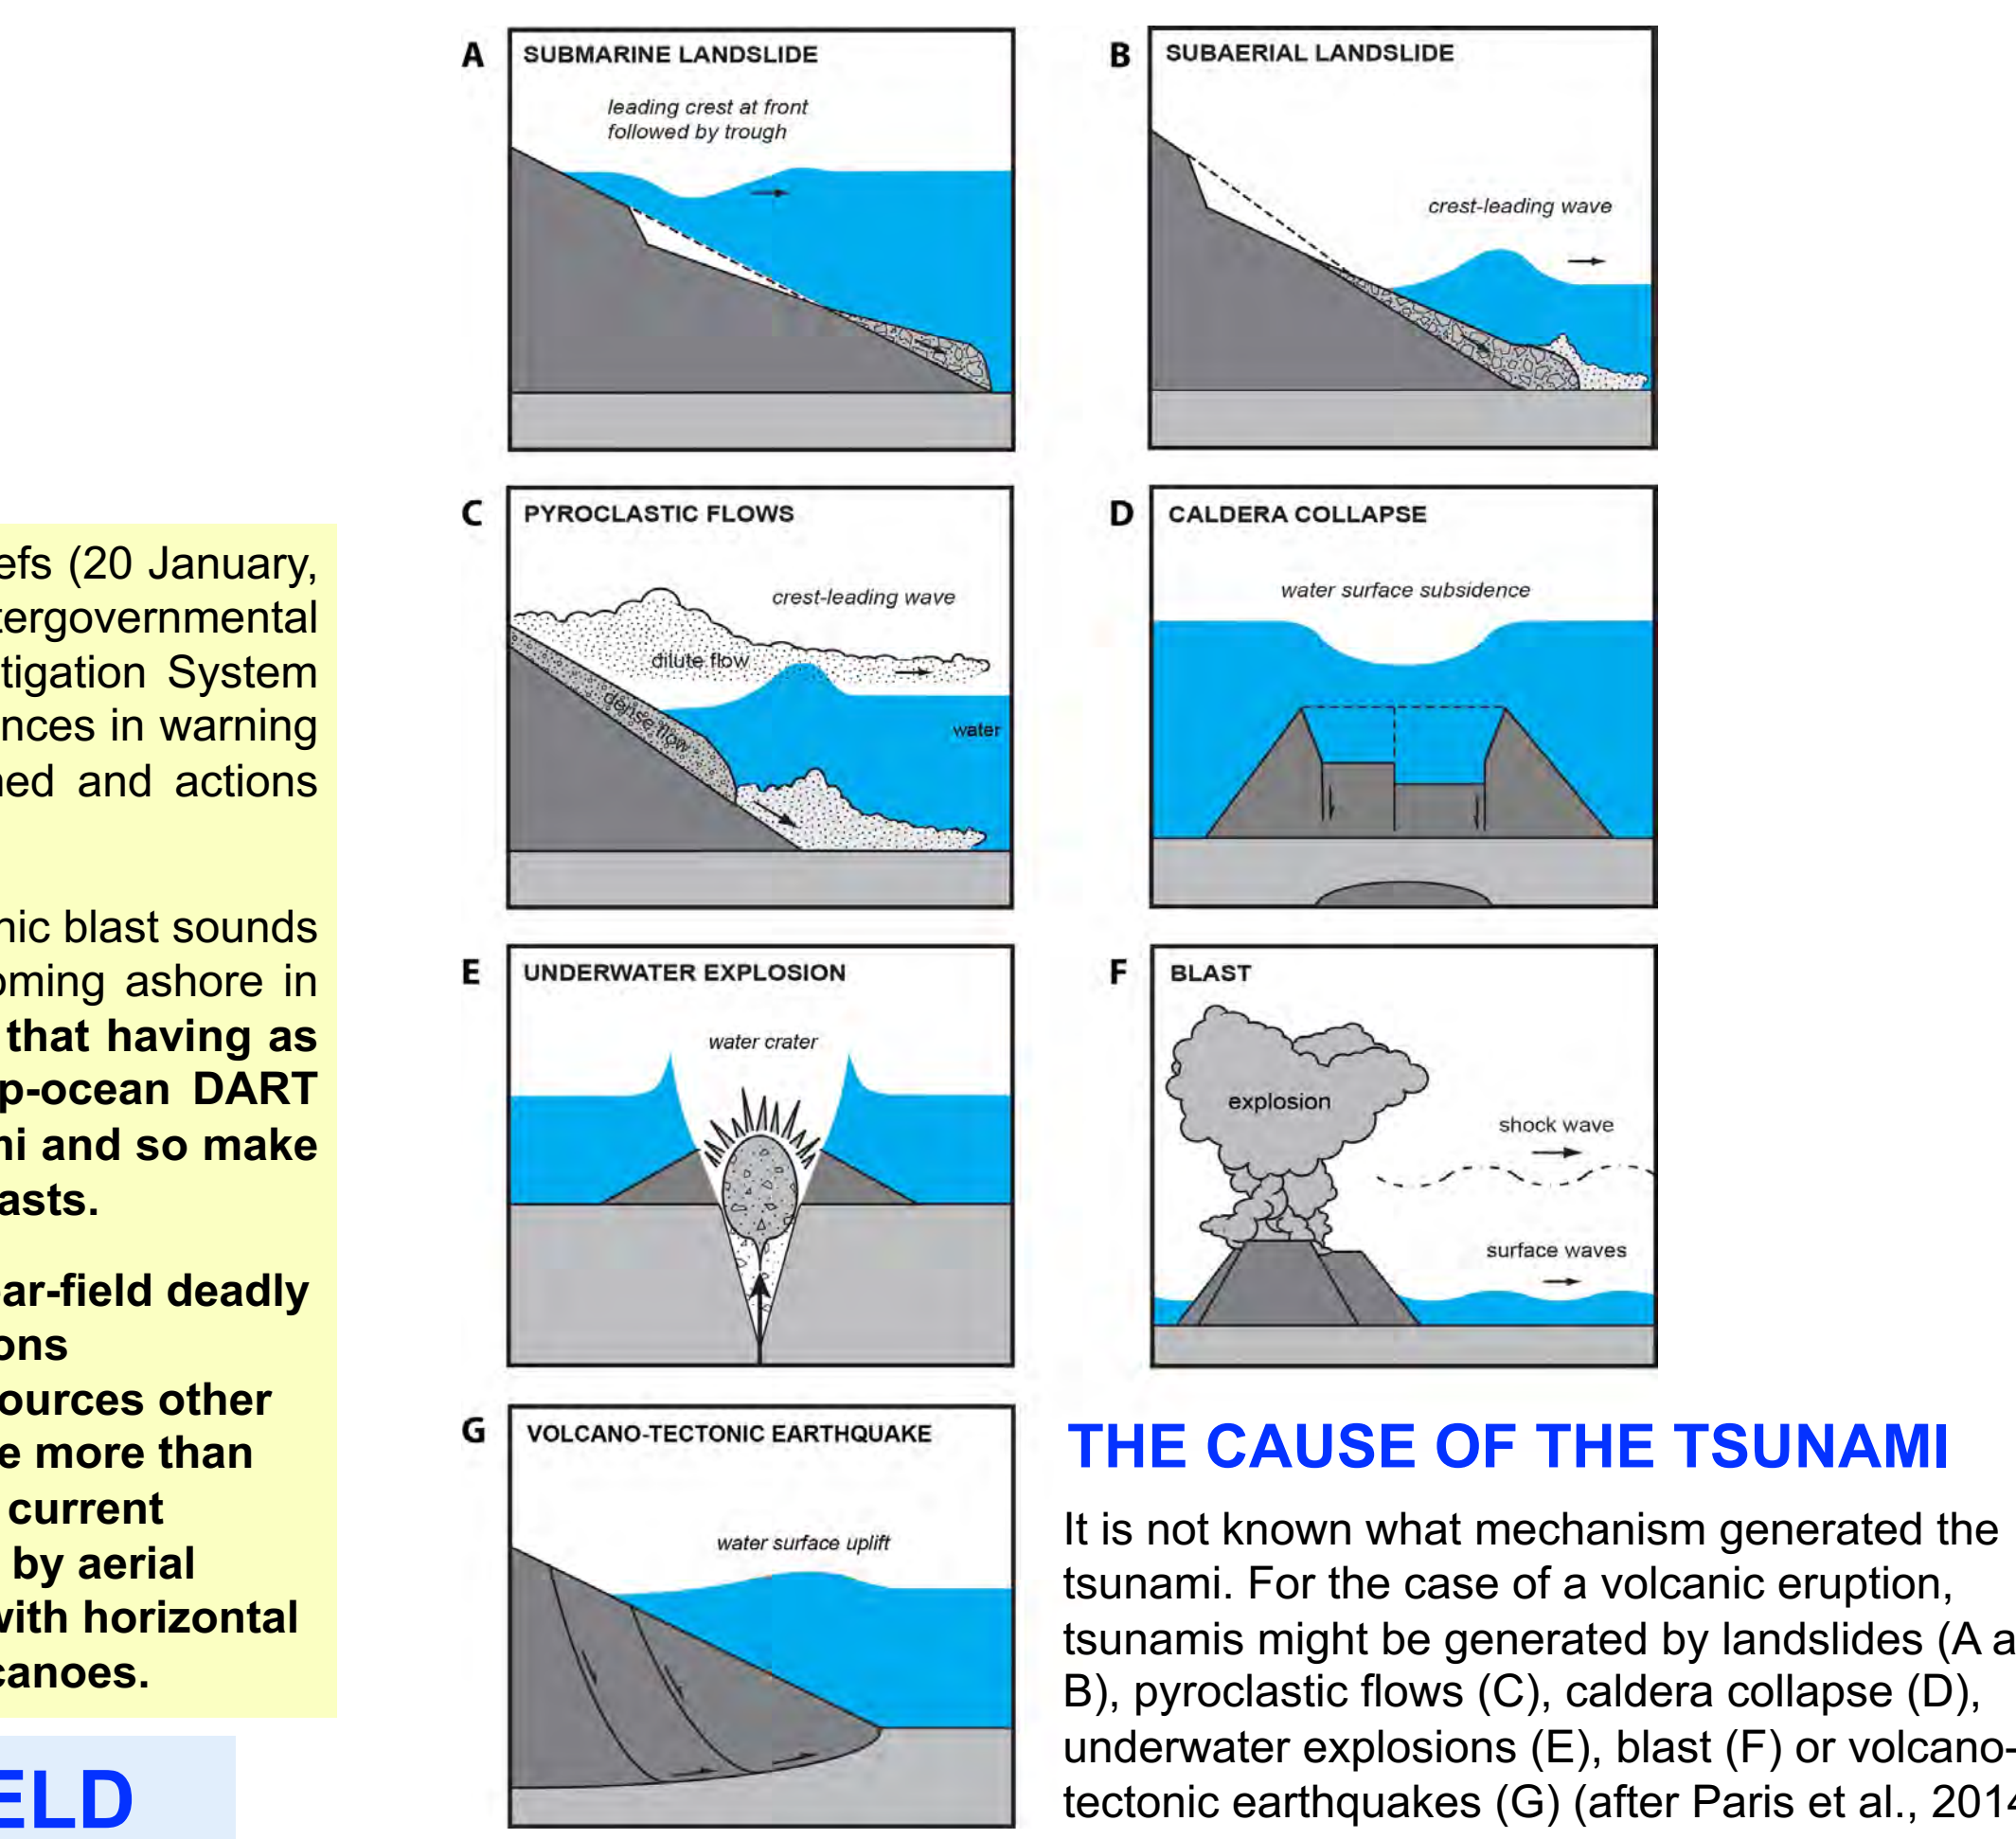 A SUBMARINE LANDSLIDE
leading crest at front
followed by trough
B SUBAERIAL LANDSLIDE
crest-leading wave
C PYROCLASTIC FLOWS
crest-leading wave
dilute flow
dense flow
water
D CALDERA COLLAPSE
water surface subsidence
E UNDERWATER EXPLOSION
water crater
F BLAST
explosion
shock wave
surface waves
G VOLCANO-TECTONIC EARTHQUAKE
water surface uplift
efs (20 January,
tergovernmental
tigation System
nces in warning
ned and actions
nic blast sounds
oming ashore in
that having as
p-ocean DART
mi and so make
asts.
ar-field deadly
ons
ources other
e more than
current
by aerial
with horizontal
canoes.
ELD
THE CAUSE OF THE TSUNAMI
It is not known what mechanism generated the
tsunami. For the case of a volcanic eruption,
tsunamis might be generated by landslides (A a
B), pyroclastic flows (C), caldera collapse (D),
underwater explosions (E), blast (F) or volcano-
tectonic earthquakes (G) (after Paris et al., 2014